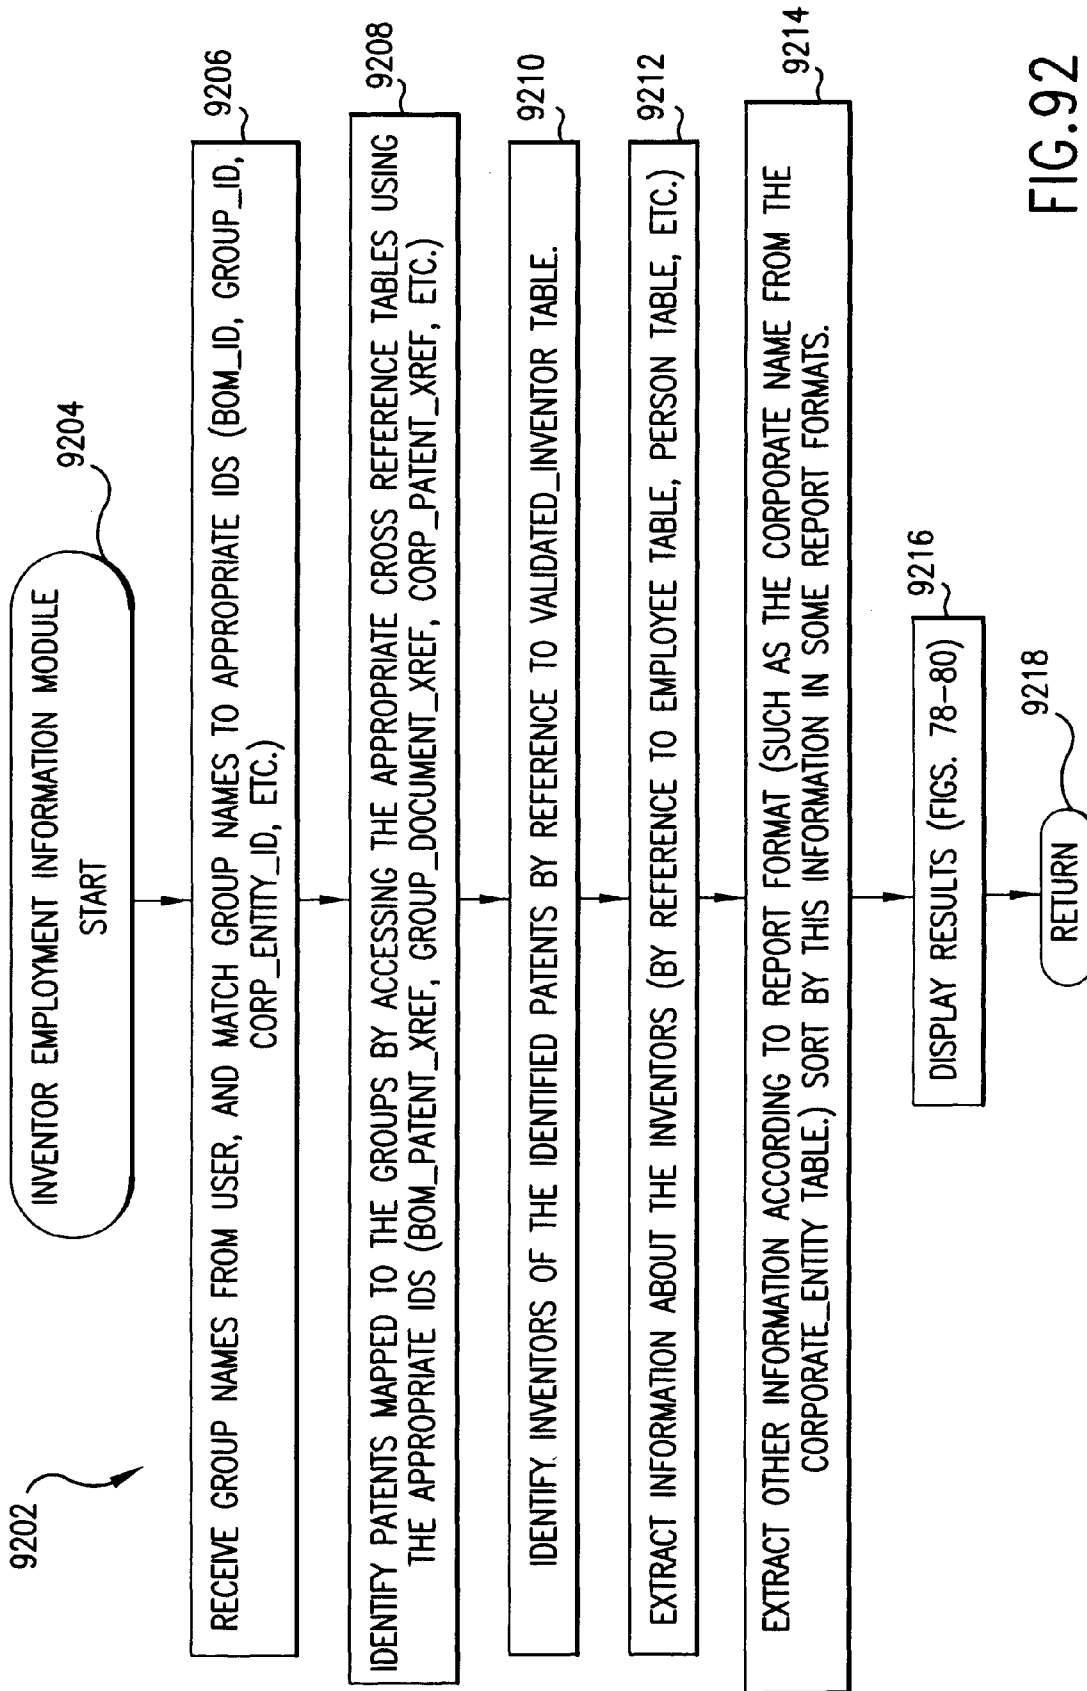 9202
INVENTOR EMPLOYMENT INFORMATION MODULE
START
9204
RECEIVE GROUP NAMES FROM USER, AND MATCH GROUP NAMES TO APPROPRIATE IDS (BOM_ID, GROUP_ID,
CORP_ENTITY_ID, ETC.)
9206
IDENTIFY PATENTS MAPPED TO THE GROUPS BY ACCESSING THE APPROPRIATE CROSS REFERENCE TABLES USING
THE APPROPRIATE IDS (BOM_PATENT_XREF, GROUP_DOCUMENT_XREF, CORP_PATENT_XREF, ETC.)
9208
IDENTIFY INVENTORS OF THE IDENTIFIED PATENTS BY REFERENCE TO VALIDATED_INVENTOR TABLE.
9210
EXTRACT INFORMATION ABOUT THE INVENTORS (BY REFERENCE TO EMPLOYEE TABLE, PERSON TABLE, ETC.)
9212
EXTRACT OTHER INFORMATION ACCORDING TO REPORT FORMAT (SUCH AS THE CORPORATE NAME FROM THE
CORPORATE_ENTITY TABLE.) SORT BY THIS INFORMATION IN SOME REPORT FORMATS.
9214
DISPLAY RESULTS (FIGS. 78-80)
9216
RETURN
9218
FIG.92